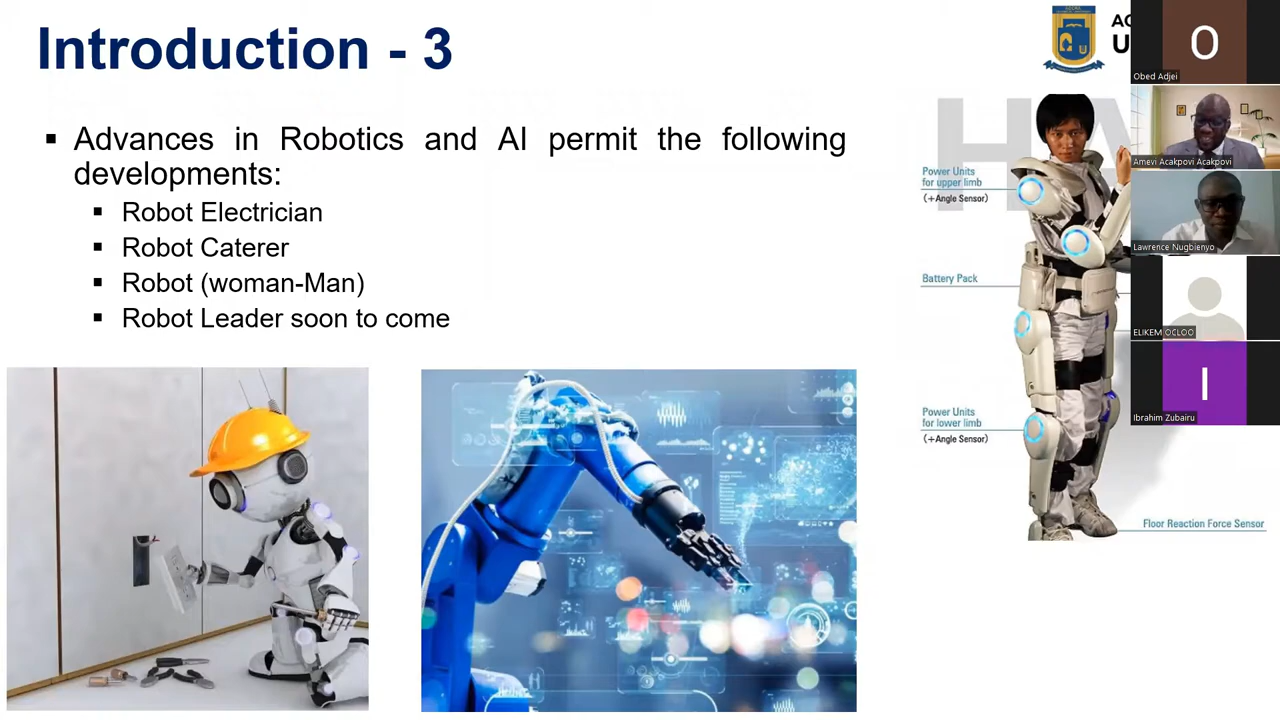 Introduction - 3
▪ Advances in Robotics and AI permit the following
developments:
▪ Robot Electrician
▪ Robot Caterer
▪ Robot (woman-Man)
▪ Robot Leader soon to come
Power Units
for upper limb
(+Angle Sensor)
Battery Pack
Power Units
for lower limb
(+Angle Sensor)
Floor Reaction Force Sensor
O
Obed Adjei
Amevi Acakpovi Acakpovi
Lawrence Nugbienyo
ELIKEM OCLOO
I
Ibrahim Zubairu